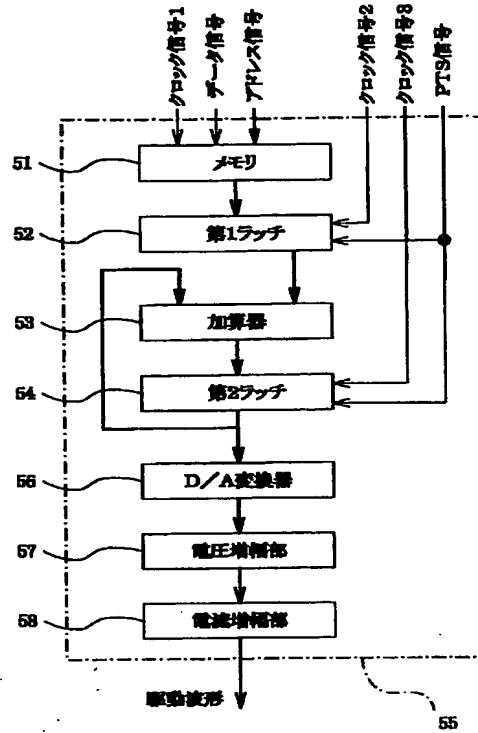 クロック信号1
データ信号
アドレス信号
クロック信号2
クロック信号3
PTS信号
51
メモリ
52
第1ラッチ
53
加算器
54
第2ラッチ
56
D/A変換器
57
電圧増幅部
58
電流増幅部
駆動波形
55